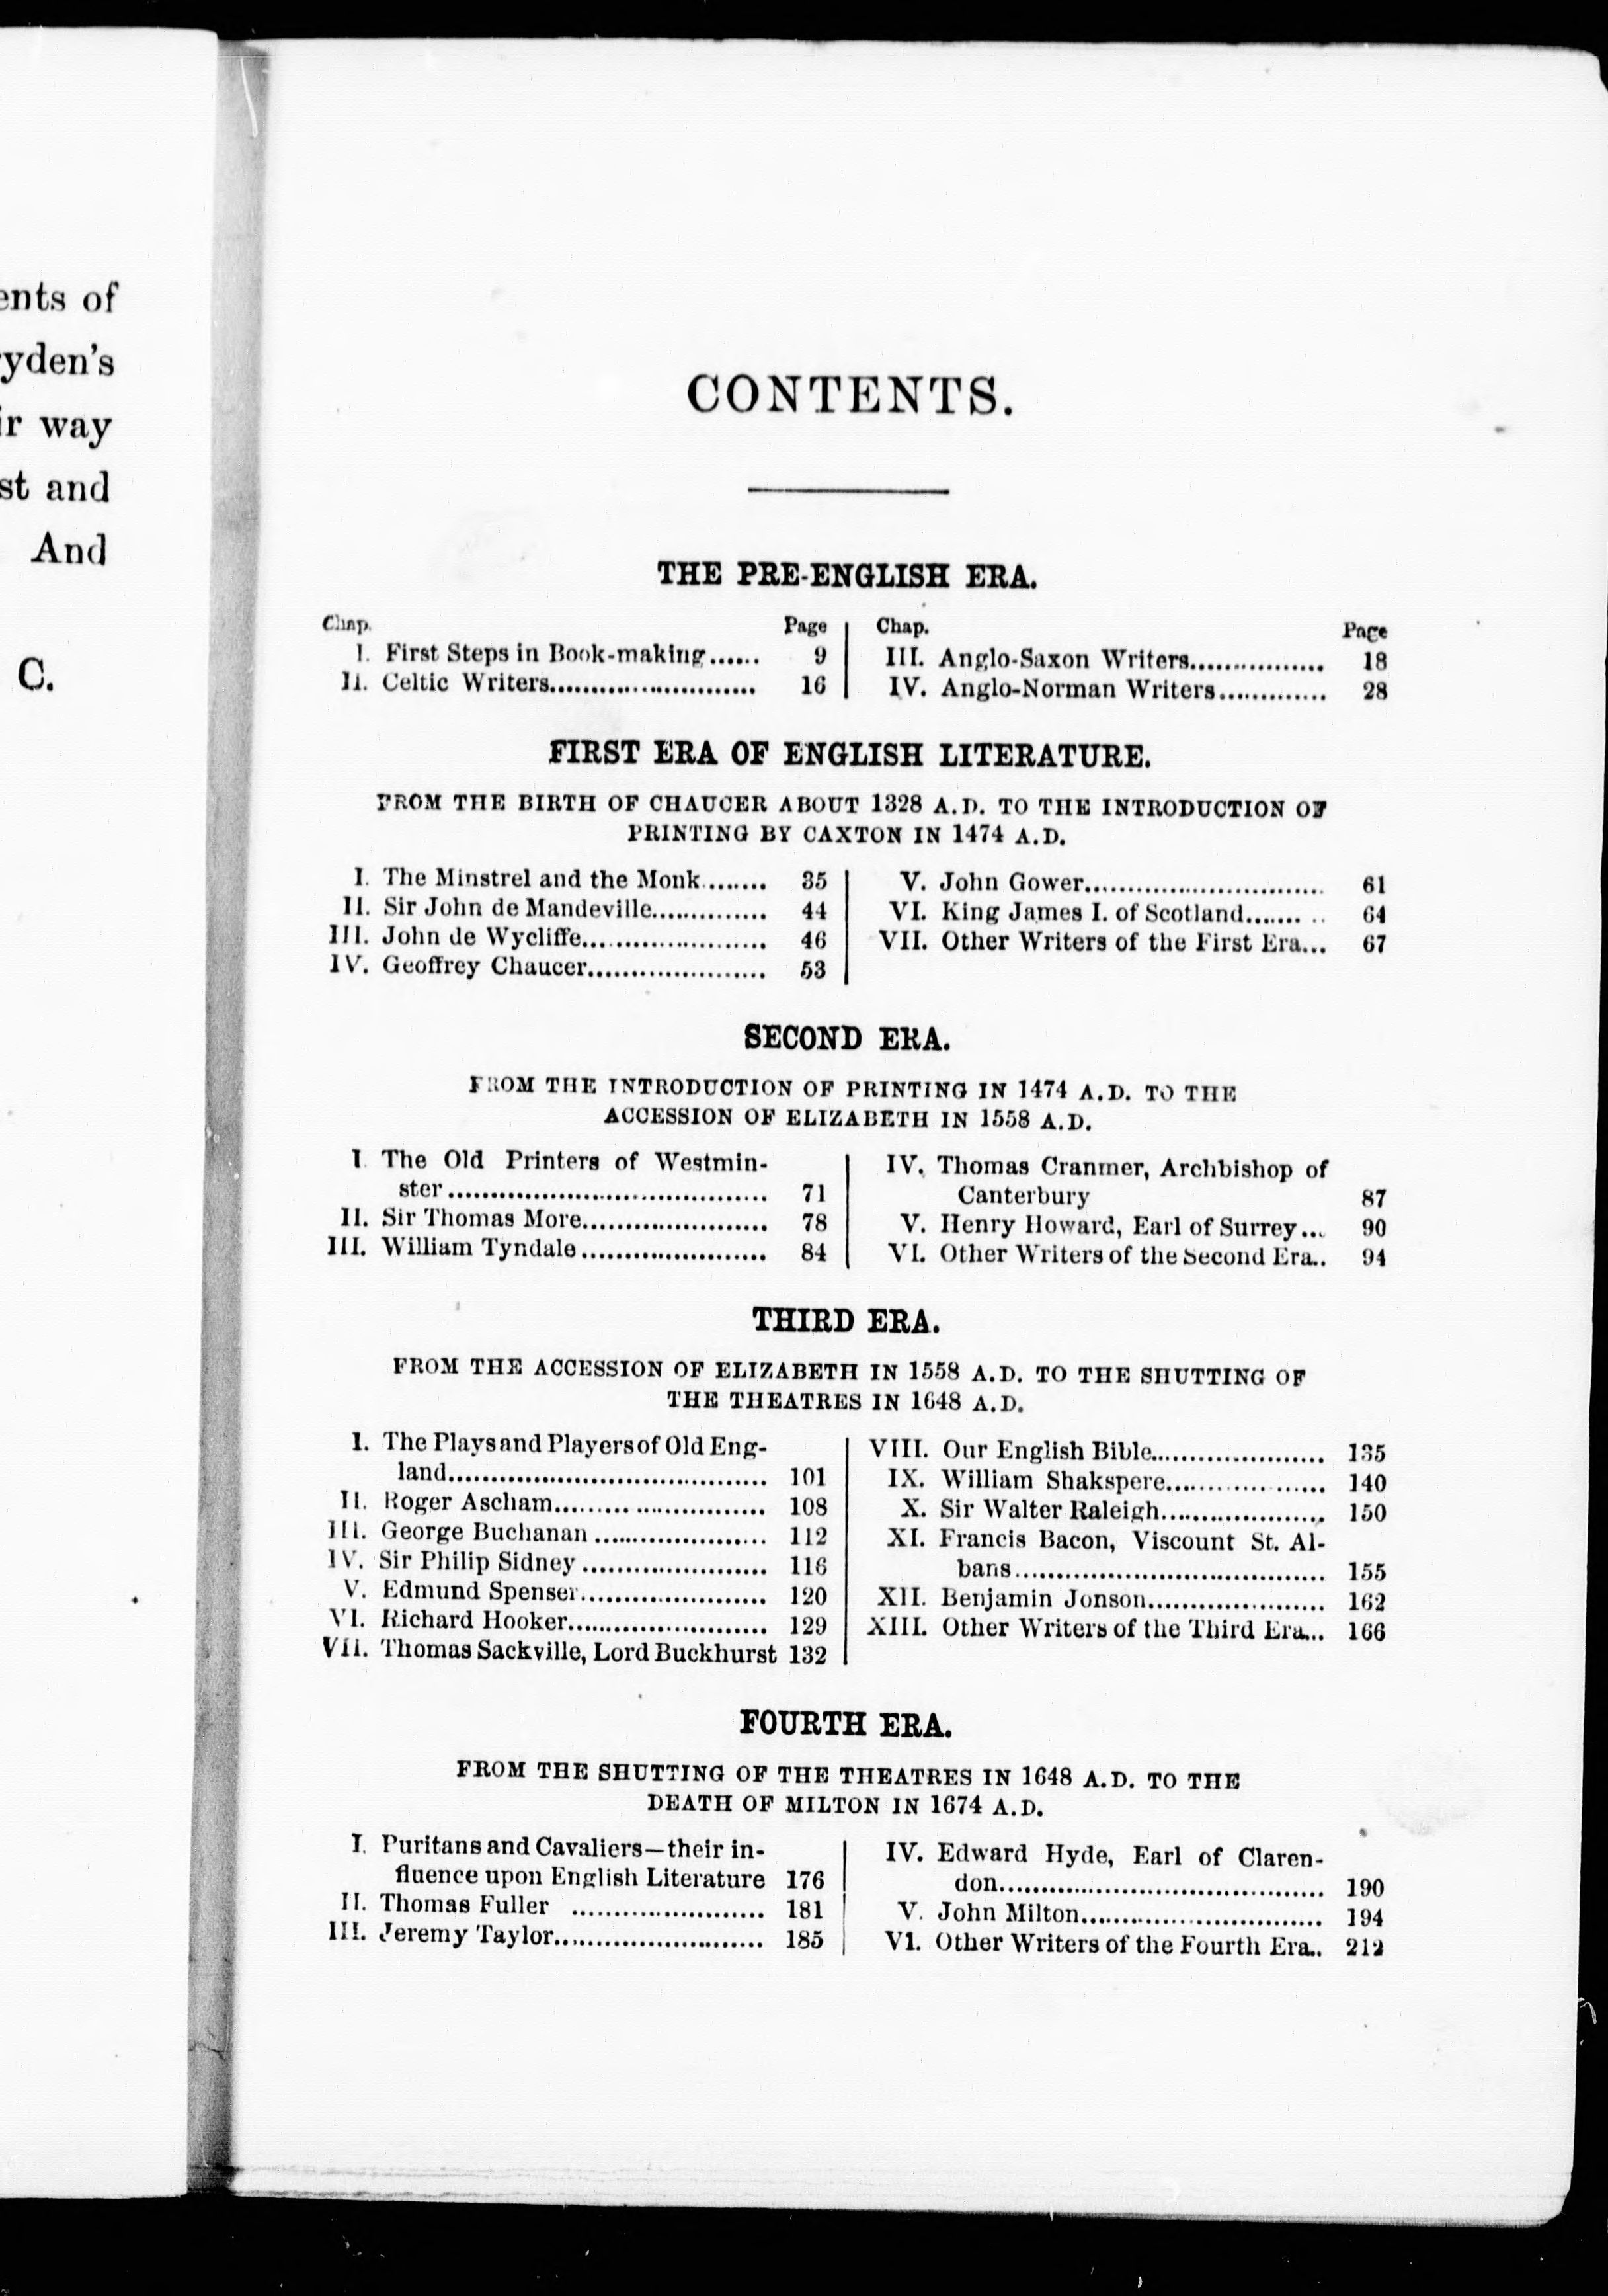 ents of
yden's
ir way
st and
And
C.
CONTENTS.
THE PRE-ENGLISH ERA.
Chap. Page
I. First Steps in Book-making...... 9
II. Celtic Writers......................... 16
Chap. Page
III. Anglo-Saxon Writers................ 18
IV. Anglo-Norman Writers............. 28
FIRST ERA OF ENGLISH LITERATURE.
FROM THE BIRTH OF CHAUCER ABOUT 1328 A.D. TO THE INTRODUCTION OF
PRINTING BY CAXTON IN 1474 A.D.
I. The Minstrel and the Monk........ 35
II. Sir John de Mandeville.............. 44
III. John de Wycliffe...................... 46
IV. Geoffrey Chaucer..................... 53
V. John Gower............................. 61
VI. King James I. of Scotland....... .. 64
VII. Other Writers of the First Era... 67
SECOND ERA.
FROM THE INTRODUCTION OF PRINTING IN 1474 A.D. TO THE
ACCESSION OF ELIZABETH IN 1558 A.D.
I The Old Printers of Westmin-
ster...................................... 71
II. Sir Thomas More...................... 78
III. William Tyndale...................... 84
IV. Thomas Cranmer, Archbishop of
Canterbury 87
V. Henry Howard, Earl of Surrey... 90
VI. Other Writers of the Second Era.. 94
THIRD ERA.
FROM THE ACCESSION OF ELIZABETH IN 1558 A.D. TO THE SHUTTING OF
THE THEATRES IN 1648 A.D.
I. The Plays and Players of Old Eng-
land...................................... 101
II. Roger Ascham......................... 108
III. George Buchanan..................... 112
IV. Sir Philip Sidney...................... 116
V. Edmund Spenser...................... 120
VI. Richard Hooker........................ 129
VII. Thomas Sackville, Lord Buckhurst 132
VIII. Our English Bible..................... 135
IX. William Shakspere................... 140
X. Sir Walter Raleigh.................... 150
XI. Francis Bacon, Viscount St. Al-
bans..................................... 155
XII. Benjamin Jonson..................... 162
XIII. Other Writers of the Third Era... 166
FOURTH ERA.
FROM THE SHUTTING OF THE THEATRES IN 1648 A.D. TO THE
DEATH OF MILTON IN 1674 A.D.
I. Puritans and Cavaliers—their in-
fluence upon English Literature 176
II. Thomas Fuller ....................... 181
III. Jeremy Taylor......................... 185
IV. Edward Hyde, Earl of Claren-
don....................................... 190
V. John Milton............................. 194
VI. Other Writers of the Fourth Era.. 212